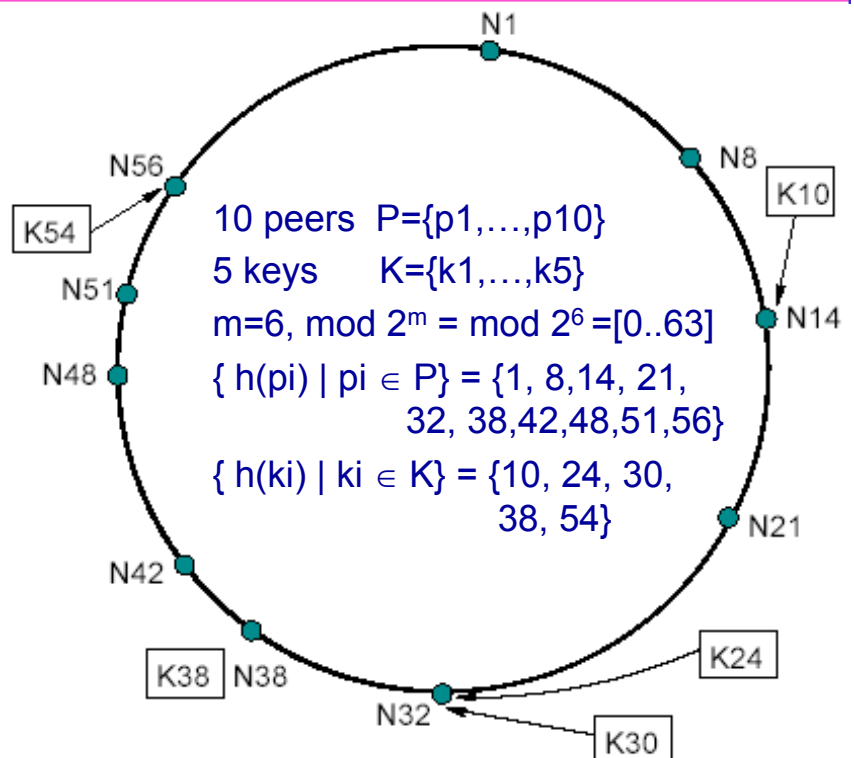 N1
N8
N56
K10
K54
10 peers P={p1,…,p10}
5 keys K={k1,…,k5}
N51
m=6, mod 2ᵐ = mod 2⁶ =[0..63]
N14
N48
{ h(pi) | pi ∈ P} = {1, 8,14, 21,
32, 38,42,48,51,56}
{ h(ki) | ki ∈ K} = {10, 24, 30,
38, 54}
N21
N42
K24
K38 N38
N32
K30